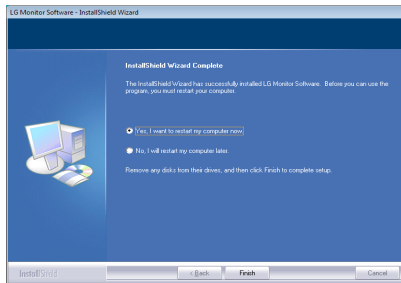 LG Monitor Software - InstallShield Wizard
InstallShield Wizard Complete
The InstallShield Wizard has successfully installed LG Monitor Software. Before you can use the
program, you must restart your computer.
Yes, I want to restart my computer now.
No, I will restart my computer later.
Remove any disks from their drives, and then click Finish to complete setup.
InstallShield
< Back
Finish
Cancel